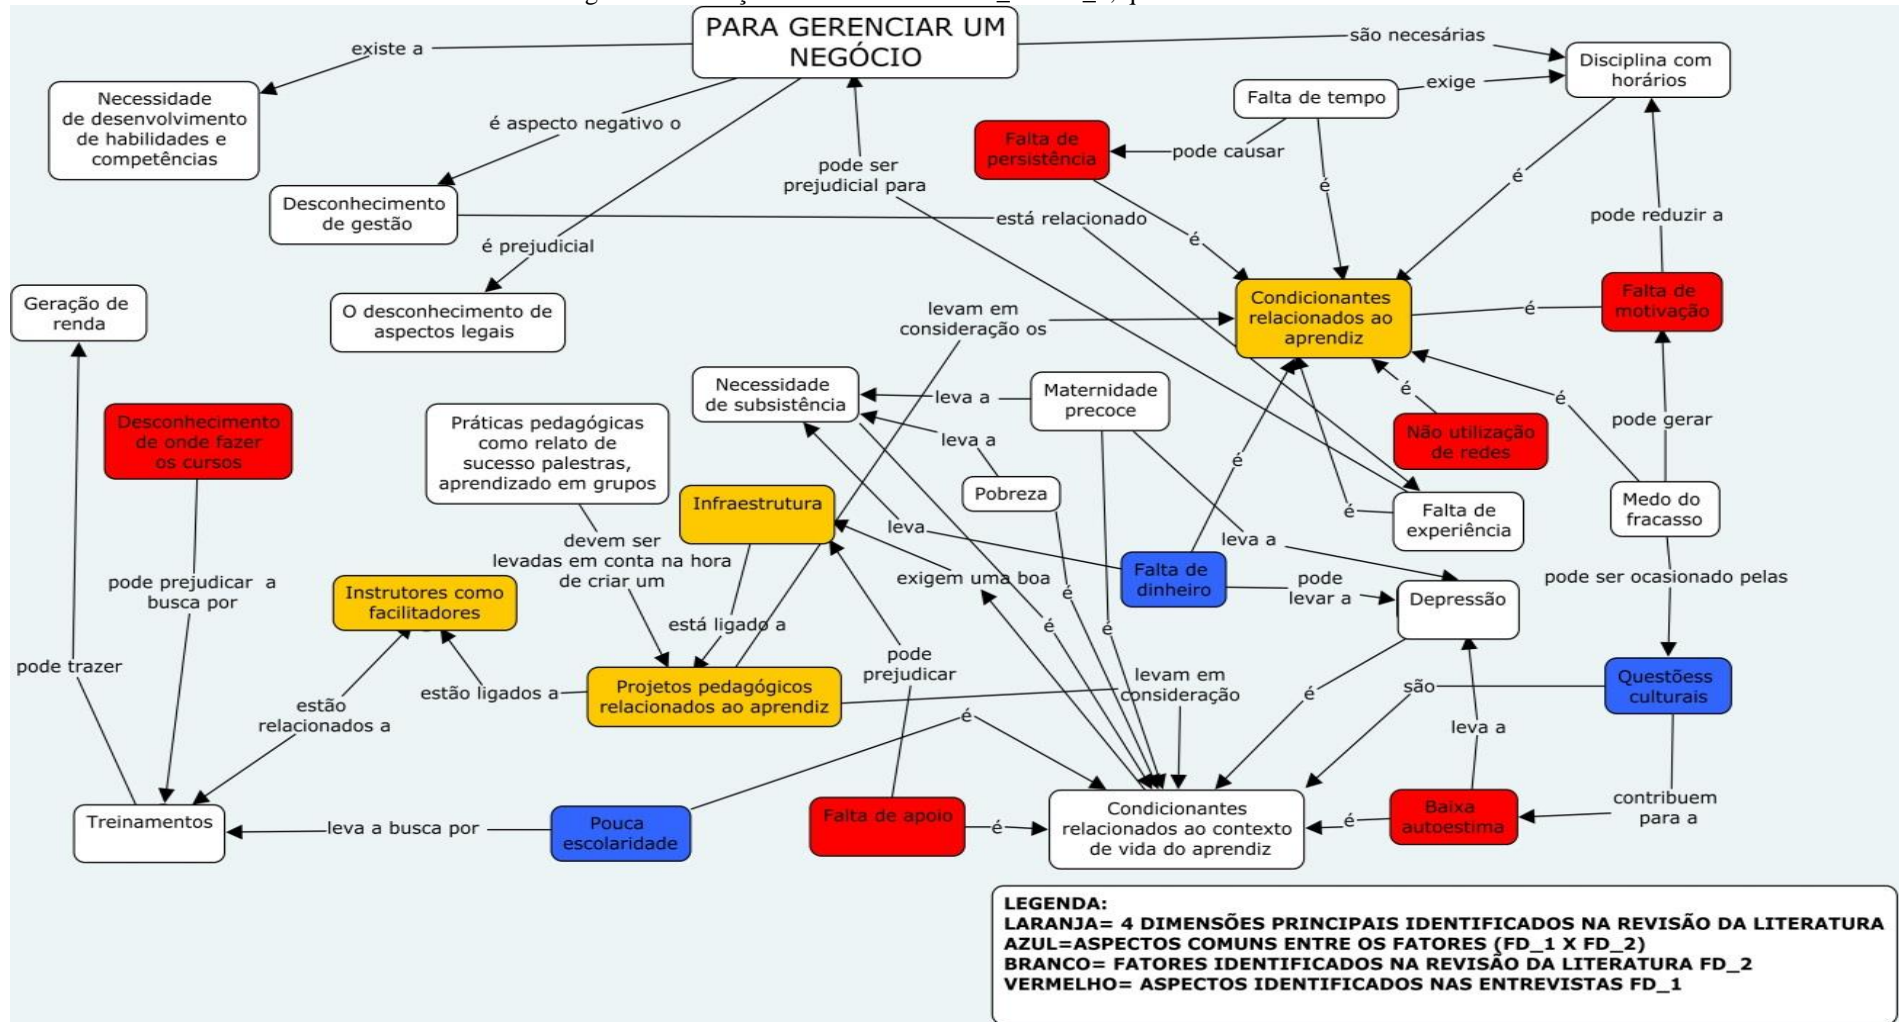 PARA GERENCIAR UM
NEGÓCIO
existe a
são necesárias
Disciplina com
horários
Necessidade
de desenvolvimento
de habilidades e
competências
é aspecto negativo o
Falta de tempo
exige
Falta de
persistência
pode causar
pode ser
prejudicial para
é
é
Desconhecimento
de gestão
está relacionado
pode reduzir a
é prejudicial
é
Geração de
renda
O desconhecimento de
aspectos legais
levam em
consideração os
Condicionantes
relacionados ao
aprendiz
é
Falta de
motivação
Necessidade
de subsistência
leva a
Maternidade
precoce
é
é
Desconhecimento
de onde fazer
os cursos
Práticas pedagógicas
como relato de
sucesso palestras,
aprendizado em grupos
leva a
Não utilização
de redes
pode gerar
é
Infraestrutura
Pobreza
é
Falta de
experiência
Medo do
fracasso
devem ser
levadas em conta na hora
de criar um
leva
leva a
pode prejudicar a
busca por
Instrutores como
facilitadores
exigem uma boa
é
Falta de
dinheiro
pode
levar a
Depressão
pode ser ocasionado pelas
está ligado a
é
é
pode trazer
estão ligados a
Projetos pedagógicos
relacionados ao aprendiz
pode
prejudicar
levam em
consideração
é
são
Questõess
culturais
estão
relacionados a
é
leva a
Treinamentos
leva a busca por
Pouca
escolaridade
Falta de apoio
é
Condicionantes
relacionados ao contexto
de vida do aprendiz
é
Baixa
autoestima
contribuem
para a
LEGENDA:
LARANJA= 4 DIMENSÕES PRINCIPAIS IDENTIFICADOS NA REVISÃO DA LITERATURA
AZUL=ASPECTOS COMUNS ENTRE OS FATORES (FD_1 X FD_2)
BRANCO= FATORES IDENTIFICADOS NA REVISÃO DA LITERATURA FD_2
VERMELHO= ASPECTOS IDENTIFICADOS NAS ENTREVISTAS FD_1